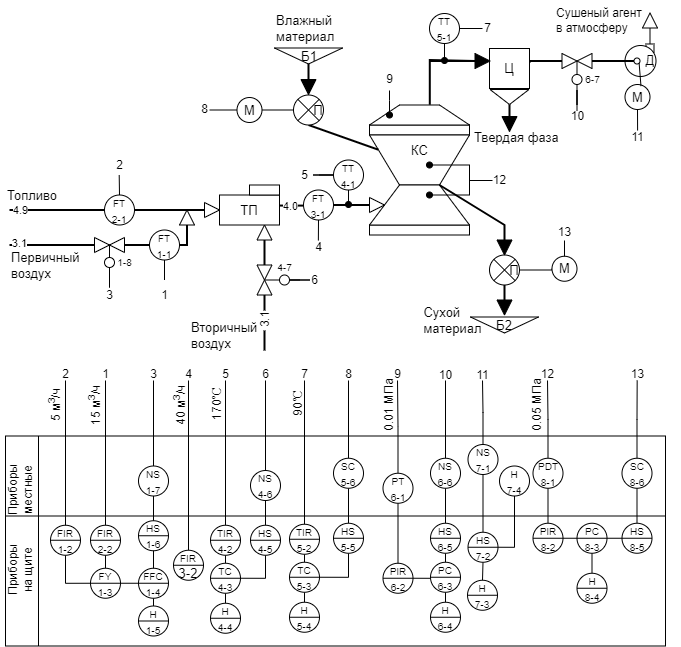 Влажный
материал
Б1
TT
5-1
7
Сушеный агент
в атмосферу
Ц
Д
6-7
10
М
11
Твердая фаза
8
М
П
9
КС
12
2
5
TT
4-1
Топливо
-4.9
FT
2-1
ТП
4.0
FT
3-1
4
-3.1
Первичный
воздух
1-8
3
FT
1-1
1
4-7
6
3.1
Вторичный
воздух
13
П
М
Сухой
материал
Б2
2
1
3
4
5
6
7
8
9
10
11
12
13
5 м³/ч
15 м³/ч
40 м³/ч
170℃
90℃
0.01 МПа
0.05 МПа
Приборы
местные
NS
1-7
NS
4-6
SC
5-6
PT
6-1
NS
6-6
NS
7-1
H
7-4
PDT
8-1
SC
8-6
Приборы
на щите
FIR
1-2
FIR
2-2
HS
1-6
FIR
3-2
TIR
4-2
HS
4-5
TIR
5-2
HS
5-5
HS
6-5
HS
7-2
PIR
8-2
PC
8-3
HS
8-5
FY
1-3
FFC
1-4
TC
4-3
TC
5-3
PIR
6-2
PC
6-3
H
7-3
H
8-4
H
1-5
H
4-4
H
5-4
H
6-4